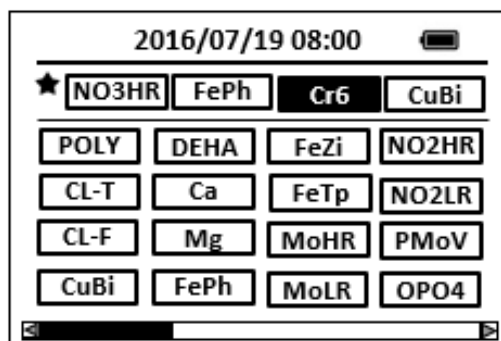 2016/07/19 08:00
NO3HR FePh Cr6 CuBi
POLY DEHA FeZi NO2HR
CL-T Ca FeTp NO2LR
CL-F Mg MoHR PMoV
CuBi FePh MoLR OPO4